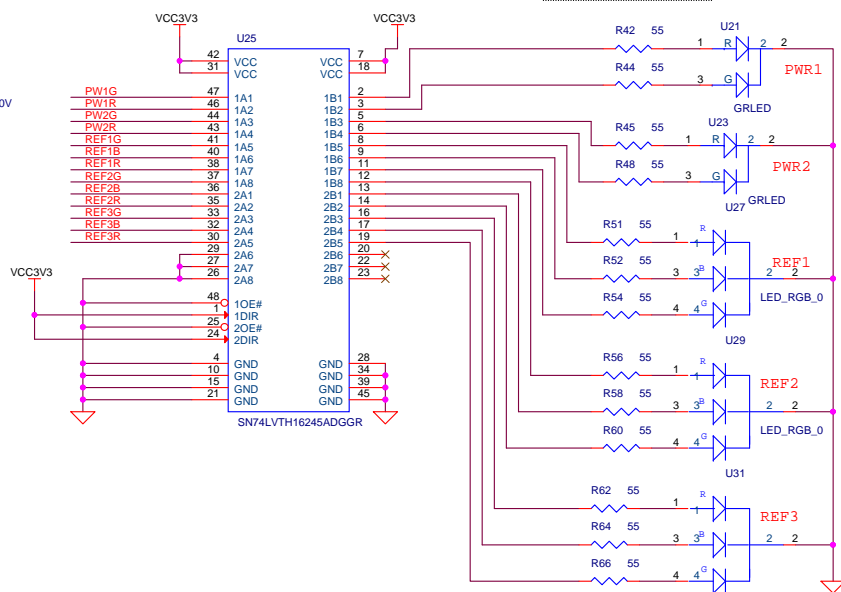 VCC3V3
VCC3V3
U25
0V
42 VCC VCC 7
31 VCC VCC 18
PW1G 47 1A1 1B1 2
PW1R 46 1A2 1B2 3
PW2G 44 1A3 1B3 5
PW2R 43 1A4 1B4 6
REF1G 41 1A5 1B5 8
REF1B 40 1A6 1B6 9
REF1R 38 1A7 1B7 11
REF2G 37 1A8 1B8 12
REF2B 36 2A1 2B1 13
REF2R 35 2A2 2B2 14
REF3G 33 2A3 2B3 16
REF3B 32 2A4 2B4 17
REF3R 30 2A5 2B5 19
29 2A6 2B6 20
27 2A7 2B7 22
26 2A8 2B8 23
VCC3V3
48 1OE#
1 1DIR
25 2OE#
24 2DIR
4 GND GND 28
10 GND GND 34
15 GND GND 39
21 GND GND 45
SN74LVTH16245ADGGR
R42 55 U21
1 R 2 2
PWR1
R44 55
3 G
GRLED
R45 55 U23
1 R 2 2
PWR2
R48 55
3 G
GRLED
U27
R51 55
1 1 R
REF1
R52 55
3 3 B 2 2
LED_RGB_0
R54 55
4 4 G
U29
R56 55
1 1 R
REF2
R58 55
3 3 B 2 2
LED_RGB_0
R60 55
4 4 G
U31
R62 55
1 1 R
REF3
R64 55
3 3 B 2 2
R66 55
4 4 G